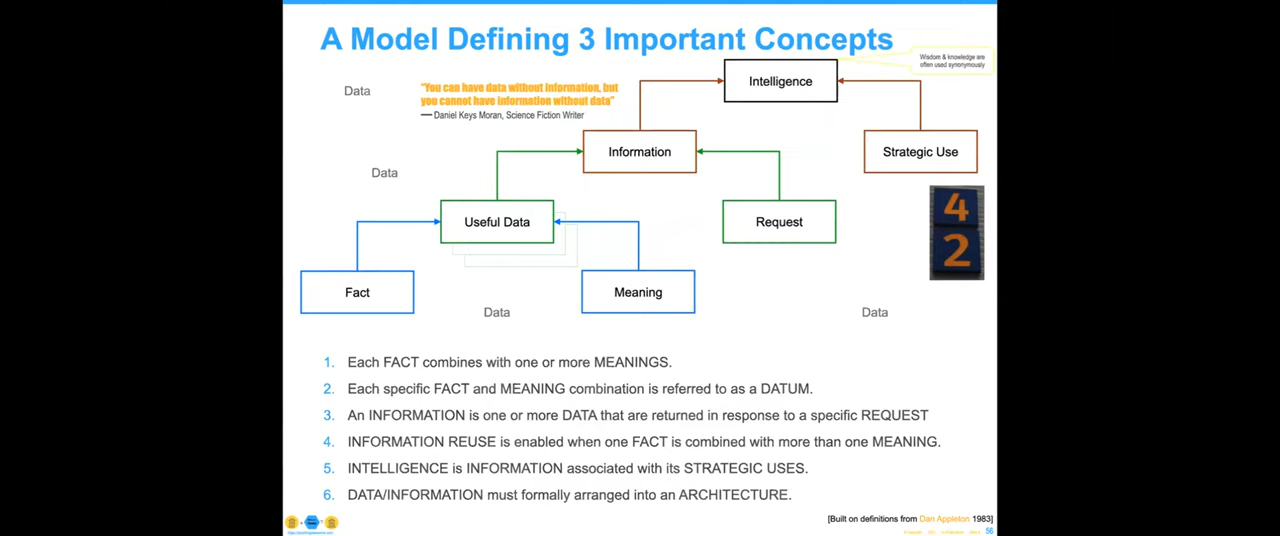 A Model Defining 3 Important Concepts
Wisdom & knowledge are
often used synonymously
Intelligence
Data
"You can have data without information, but
you cannot have information without data"
— Daniel Keys Moran, Science Fiction Writer
Information
Strategic Use
Data
4
2
Useful Data
Request
Fact
Meaning
Data
Data
1. Each FACT combines with one or more MEANINGS.
2. Each specific FACT and MEANING combination is referred to as a DATUM.
3. An INFORMATION is one or more DATA that are returned in response to a specific REQUEST
4. INFORMATION REUSE is enabled when one FACT is combined with more than one MEANING.
5. INTELLIGENCE is INFORMATION associated with its STRATEGIC USES.
6. DATA/INFORMATION must formally arranged into an ARCHITECTURE.
[Built on definitions from Dan Appleton 1983]
56